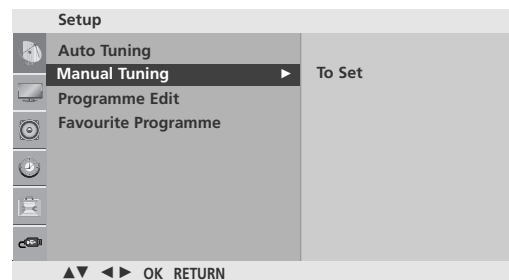 Setup
Auto Tuning
Manual Tuning ► To Set
Programme Edit
Favourite Programme
▲▼ ◄► OK RETURN